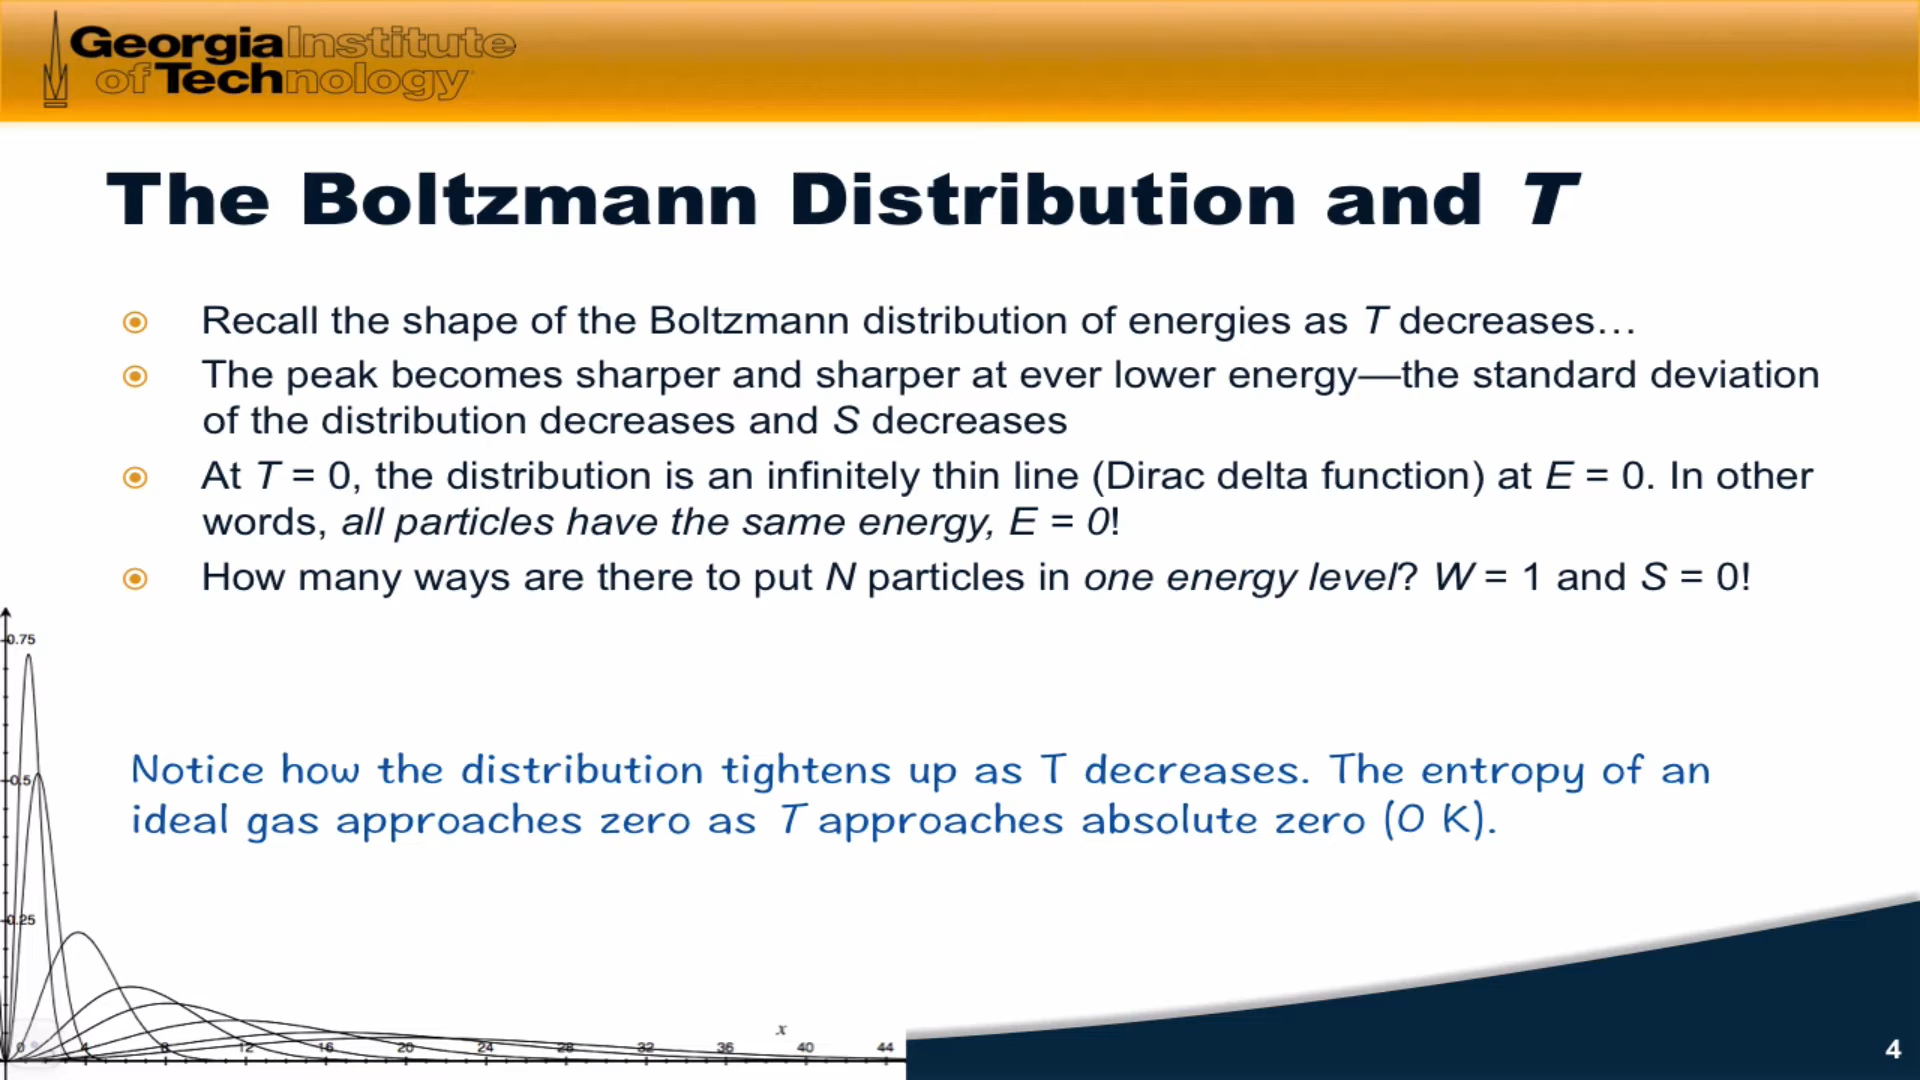 Georgia Institute
of Technology
The Boltzmann Distribution and T
Recall the shape of the Boltzmann distribution of energies as T decreases…
The peak becomes sharper and sharper at ever lower energy—the standard deviation
of the distribution decreases and S decreases
At T = 0, the distribution is an infinitely thin line (Dirac delta function) at E = 0. In other
words, all particles have the same energy, E = 0!
How many ways are there to put N particles in one energy level? W = 1 and S = 0!
0.75
Notice how the distribution tightens up as T decreases. The entropy of an
0.5
ideal gas approaches zero as T approaches absolute zero (0 K).
0.25
x
0 4 8 12 16 20 24 28 32 36 40 44
4